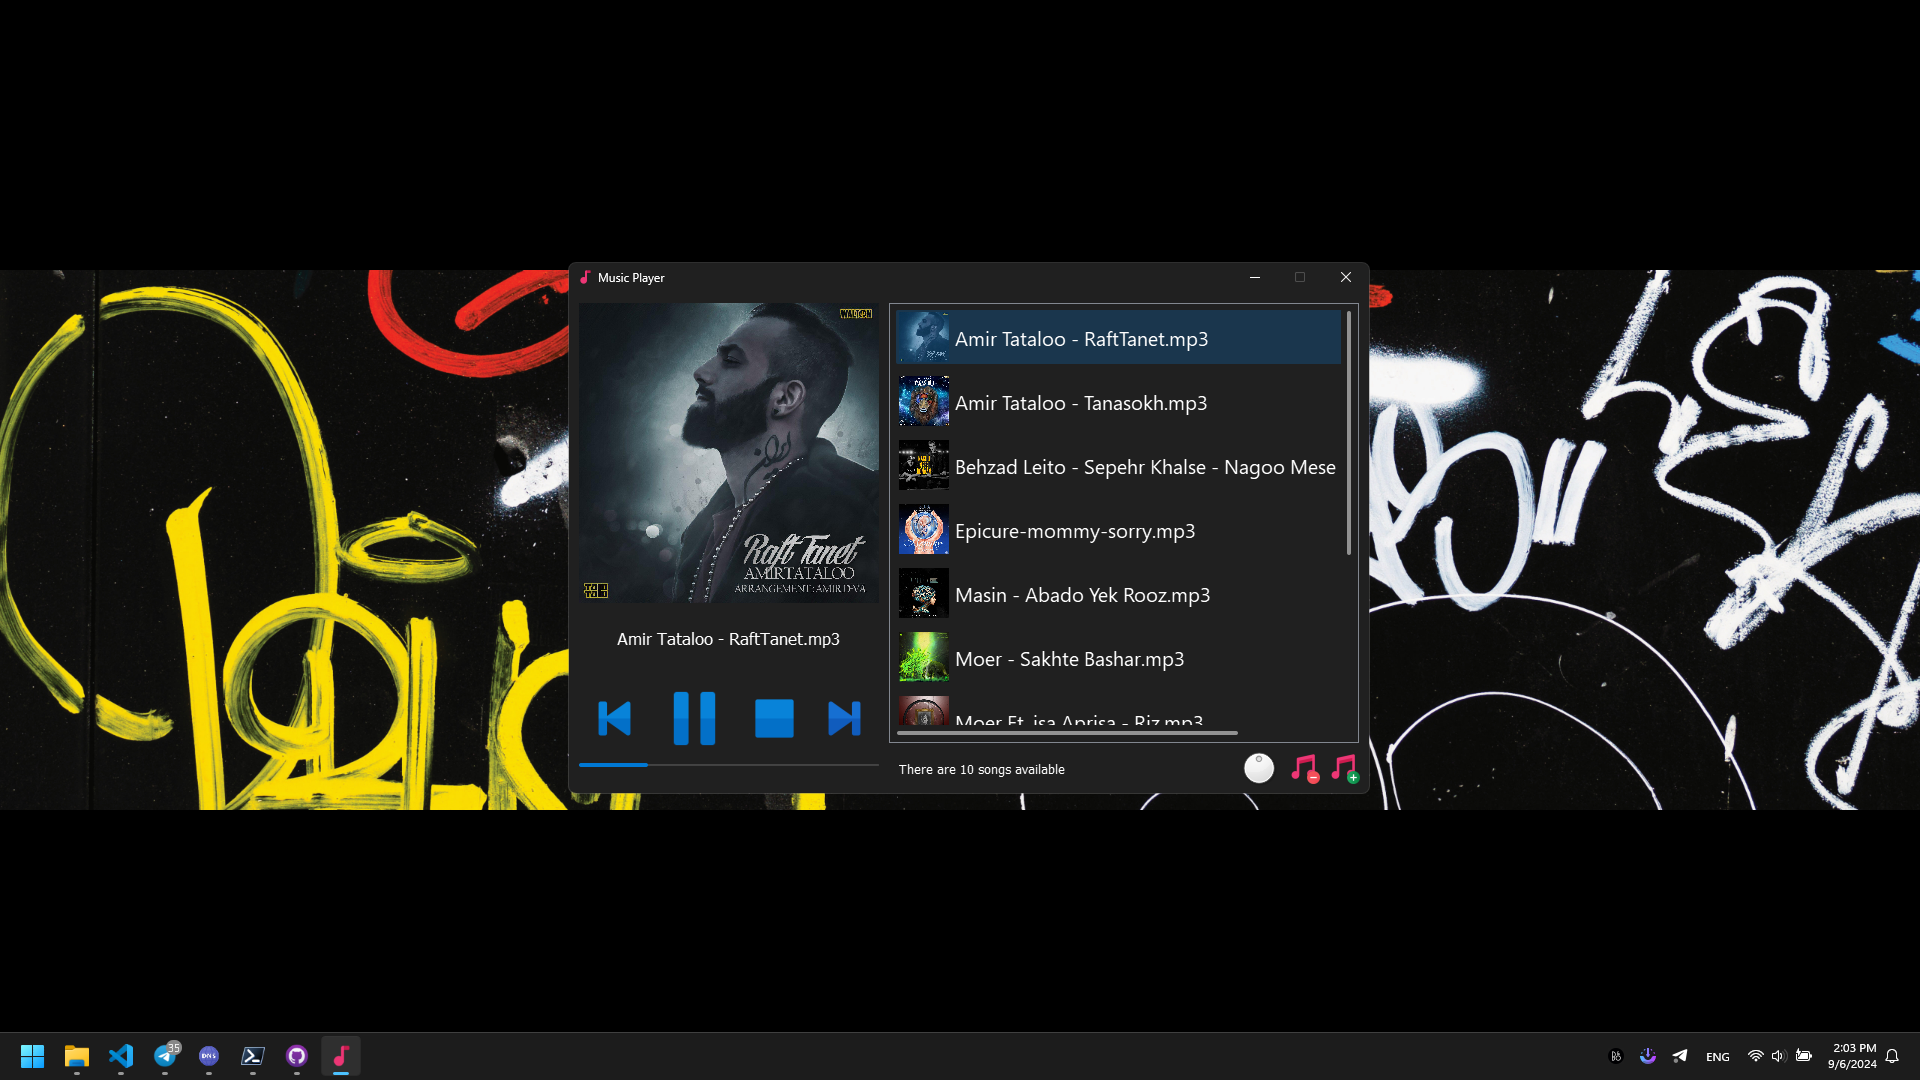 Music Player
WALTSON
Raft Tanet
AMIRTATALOO
ARRANGEMENT : AMIR DIVA
Amir Tataloo - RaftTanet.mp3
Amir Tataloo - RaftTanet.mp3
Amir Tataloo - Tanasokh.mp3
Behzad Leito - Sepehr Khalse - Nagoo Mese
Epicure-mommy-sorry.mp3
Masin - Abado Yek Rooz.mp3
Moer - Sakhte Bashar.mp3
Moer Ft. isa Aprisa - Riz.mp3
There are 10 songs available
35
DNS
ENG
2:03 PM
9/6/2024